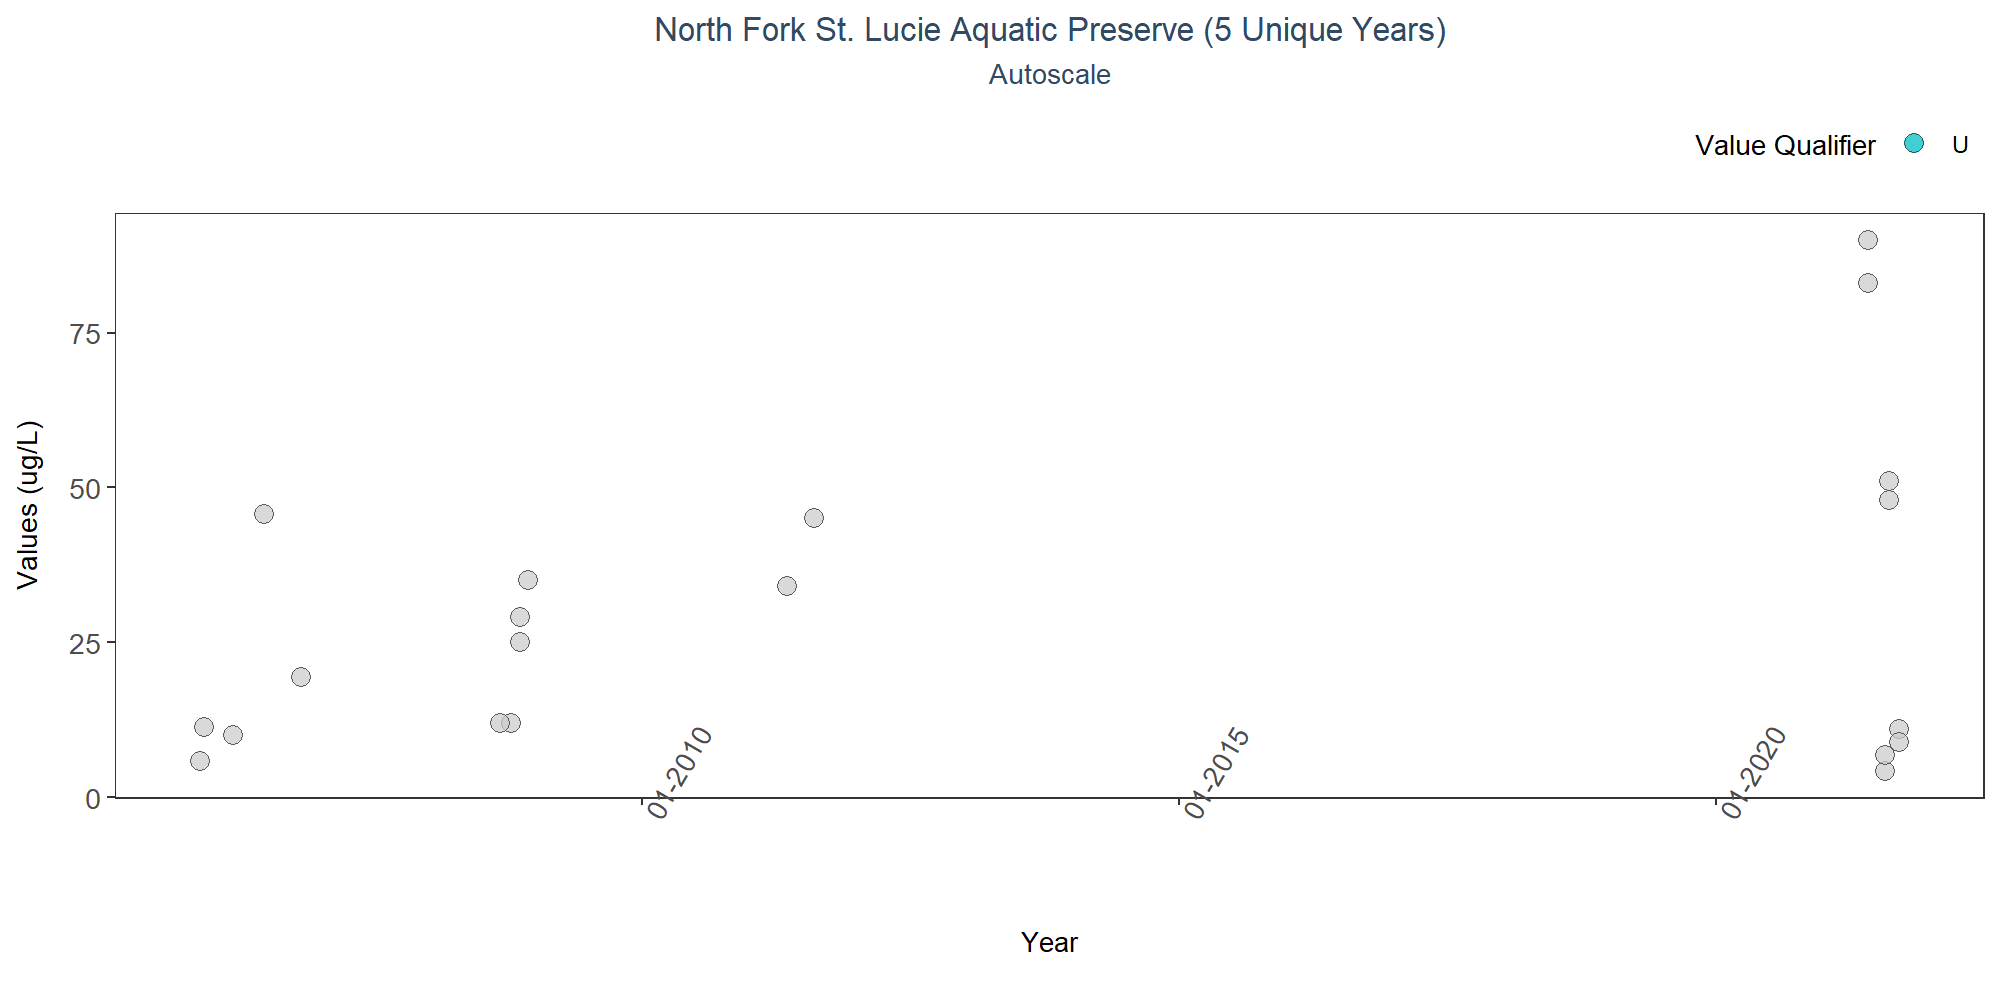 North Fork St. Lucie Aquatic Preserve (5 Unique Years)
Autoscale
Value Qualifier U
Values (ug/L)
75
50
25
0
01-2010
01-2015
01-2020
Year